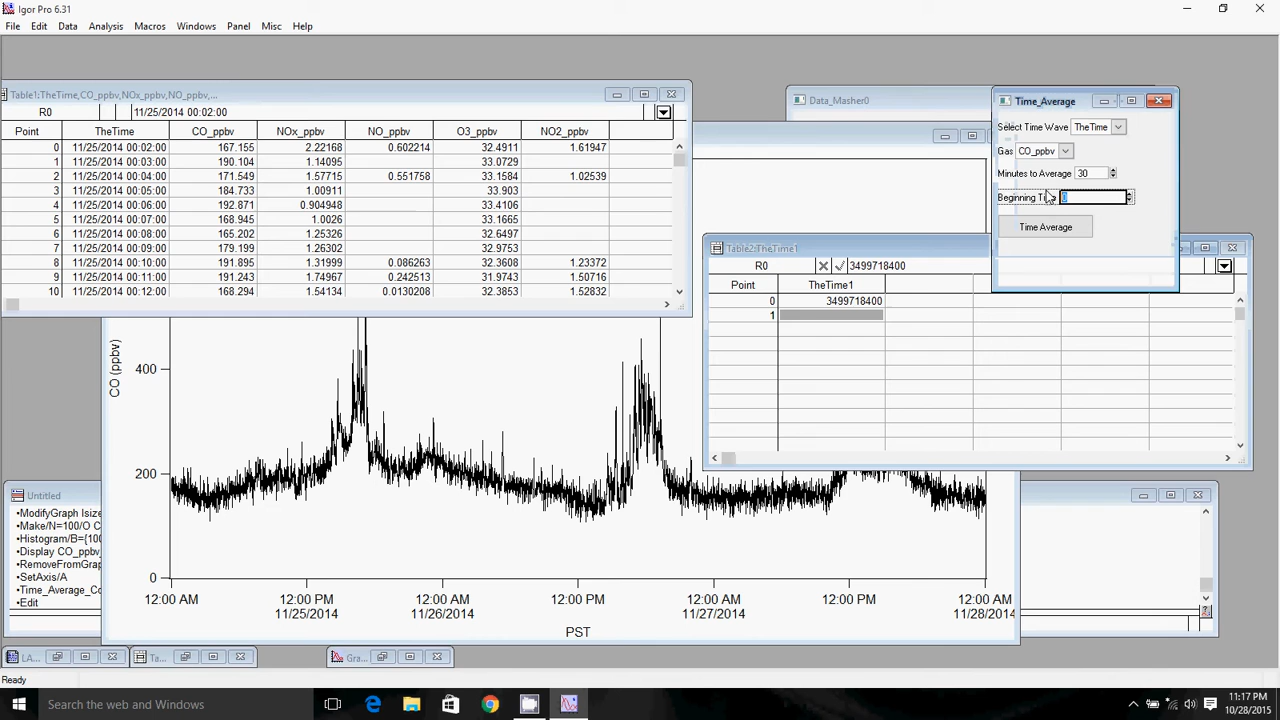 Igor Pro 6.31
File Edit Data Analysis Macros Windows Panel Misc Help
Table1:TheTime,CO_ppbv,NOx_ppbv,NO_ppbv,...
R0 11/25/2014 00:02:00
Point TheTime CO_ppbv NOx_ppbv NO_ppbv O3_ppbv NO2_ppbv
0 11/25/2014 00:02:00 167.155 2.22168 0.602214 32.4911 1.61947
1 11/25/2014 00:03:00 190.104 1.14095 33.0729
2 11/25/2014 00:04:00 171.549 1.57715 0.551758 33.1584 1.02539
3 11/25/2014 00:05:00 184.733 1.00911 33.903
4 11/25/2014 00:06:00 192.871 0.904948 33.4106
5 11/25/2014 00:07:00 168.945 1.0026 33.1665
6 11/25/2014 00:08:00 165.202 1.25326 32.6497
7 11/25/2014 00:09:00 179.199 1.26302 32.9753
8 11/25/2014 00:10:00 191.895 1.31999 0.086263 32.3608 1.23372
9 11/25/2014 00:11:00 191.243 1.74967 0.242513 31.9743 1.50716
10 11/25/2014 00:12:00 168.294 1.54134 0.0130208 32.3853 1.52832
Data_Masher0
Time_Average
Select Time Wave TheTime
Gas CO_ppbv
Minutes to Average 30
Beginning 0
Time Average
Table2:TheTime1
R0 3499718400
Point TheTime1
0 3499718400
1
CO (ppbv)
400
200
0
12:00 AM 12:00 PM 12:00 AM 12:00 PM 12:00 AM 12:00 PM 12:00 AM
11/25/2014 11/26/2014 11/27/2014 11/28/2014
PST
Untitled
•ModifyGraph lsize
•Make/N=100/O C
•Histogram/B={100
•Display CO_ppbv_
•RemoveFromGra
•SetAxis/A
•Time_Average_Co
•Edit
LA... Ta... Gra...
Ready
Search the web and Windows
11:17 PM
10/28/2015